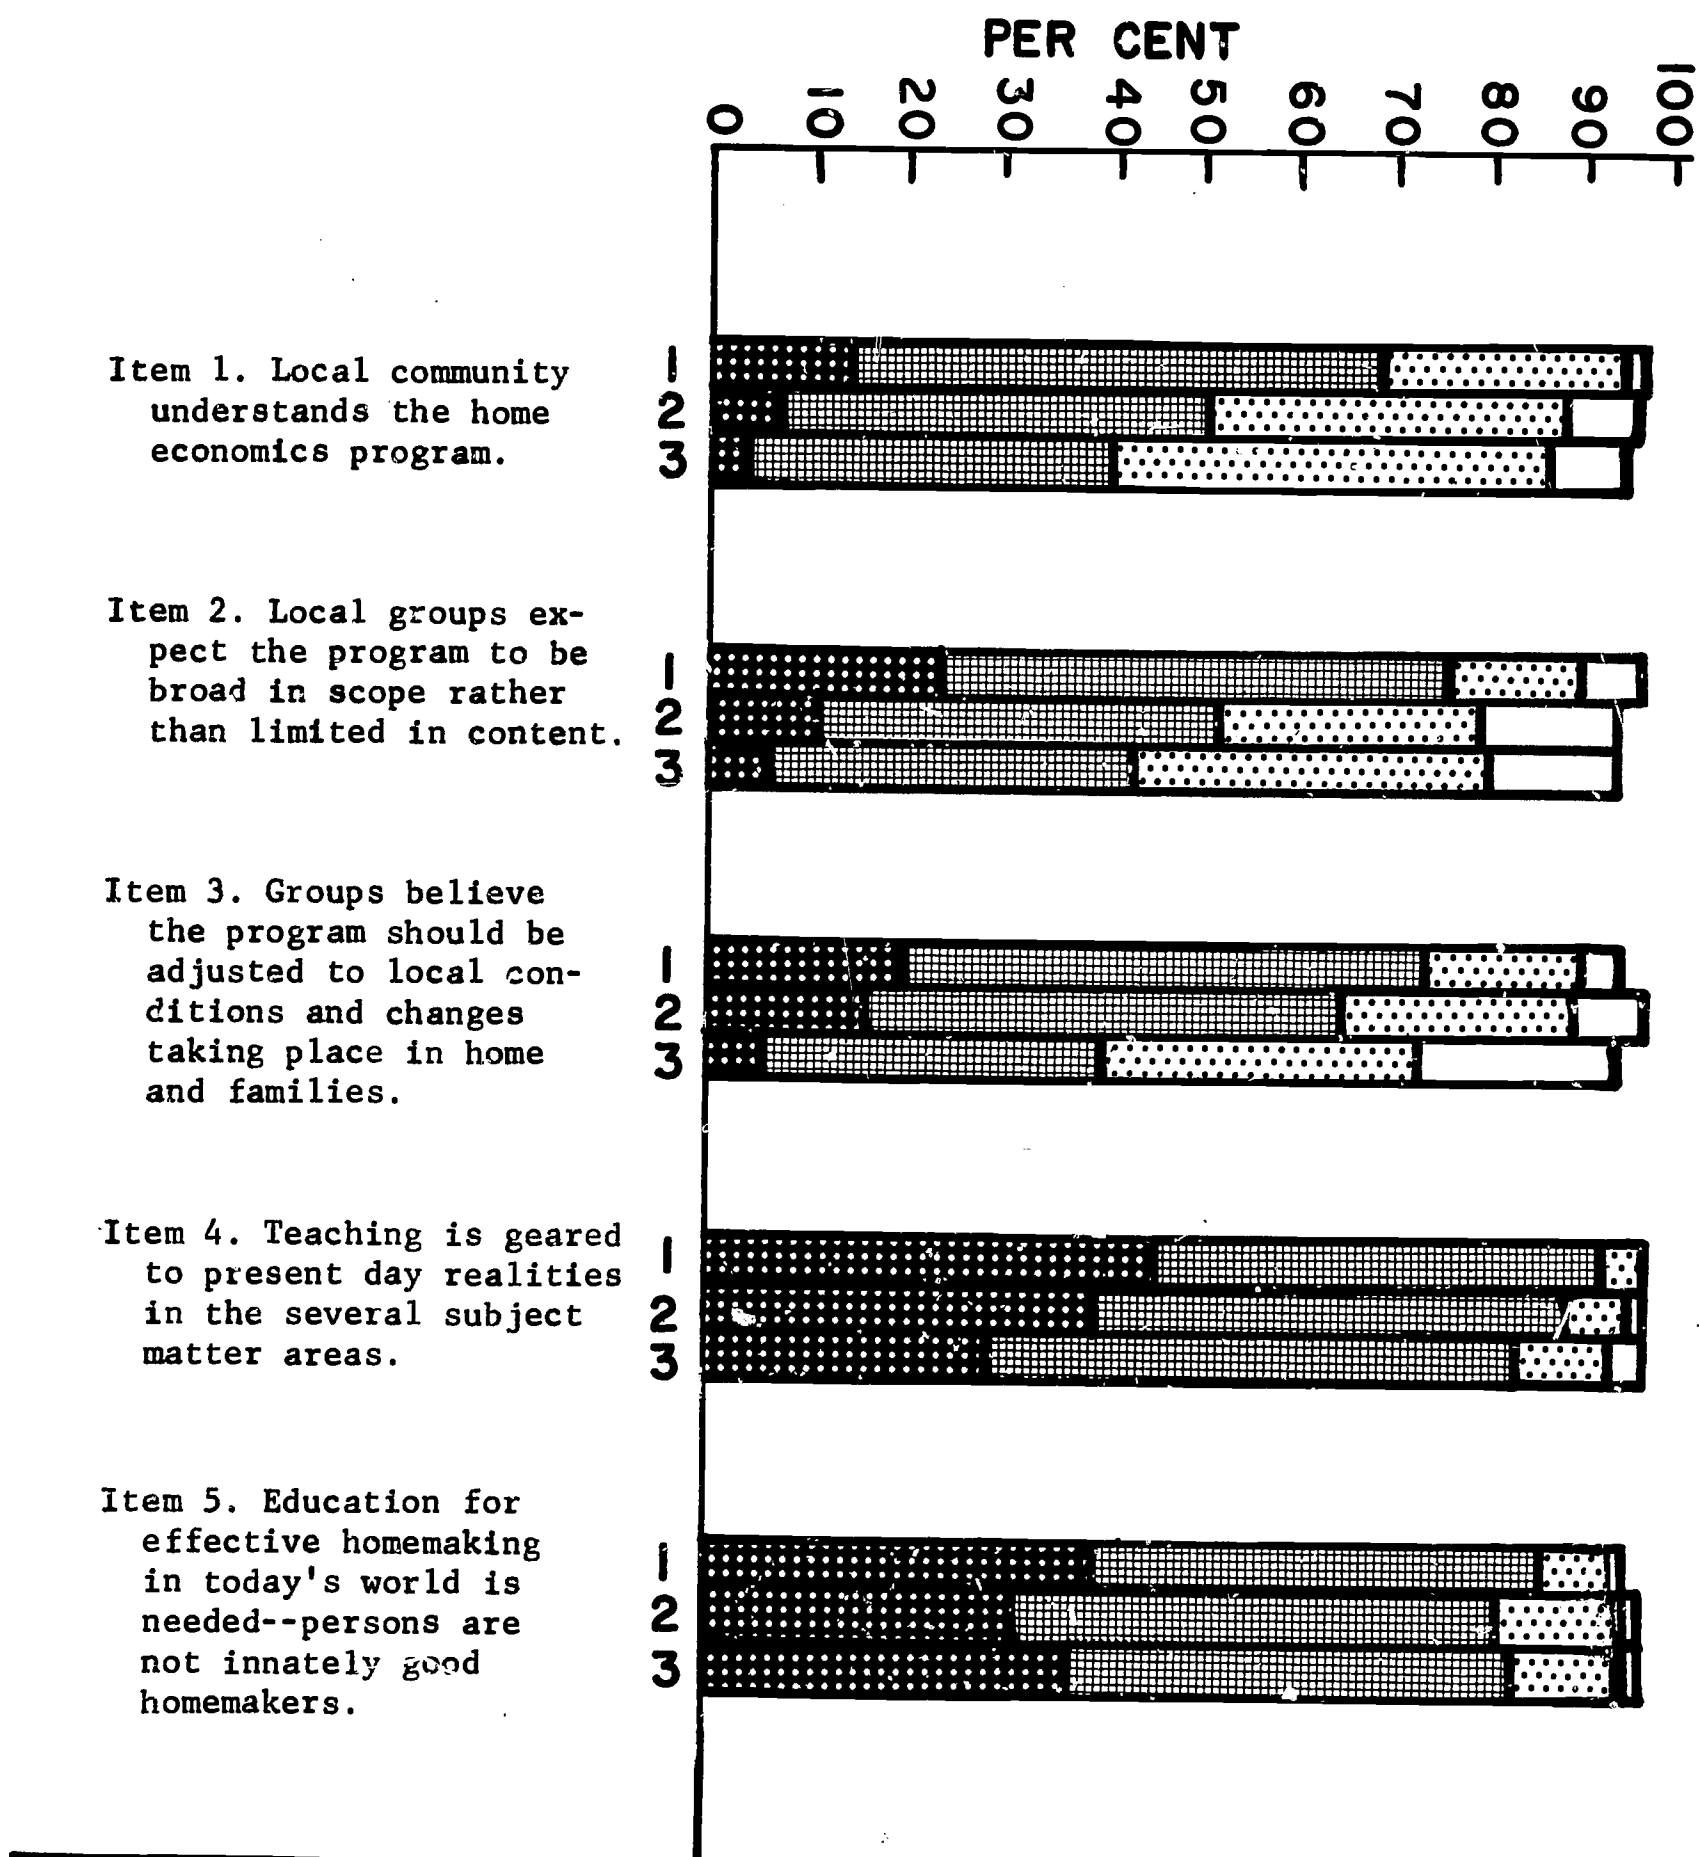 PER CENT
0 10 20 30 40 50 60 70 80 90 100
Item 1. Local community
understands the home
economics program.
1
2
3
Item 2. Local groups ex-
pect the program to be
broad in scope rather
than limited in content.
1
2
3
Item 3. Groups believe
the program should be
adjusted to local con-
ditions and changes
taking place in home
and families.
1
2
3
Item 4. Teaching is geared
to present day realities
in the several subject
matter areas.
1
2
3
Item 5. Education for
effective homemaking
in today's world is
needed--persons are
not innately good
homemakers.
1
2
3